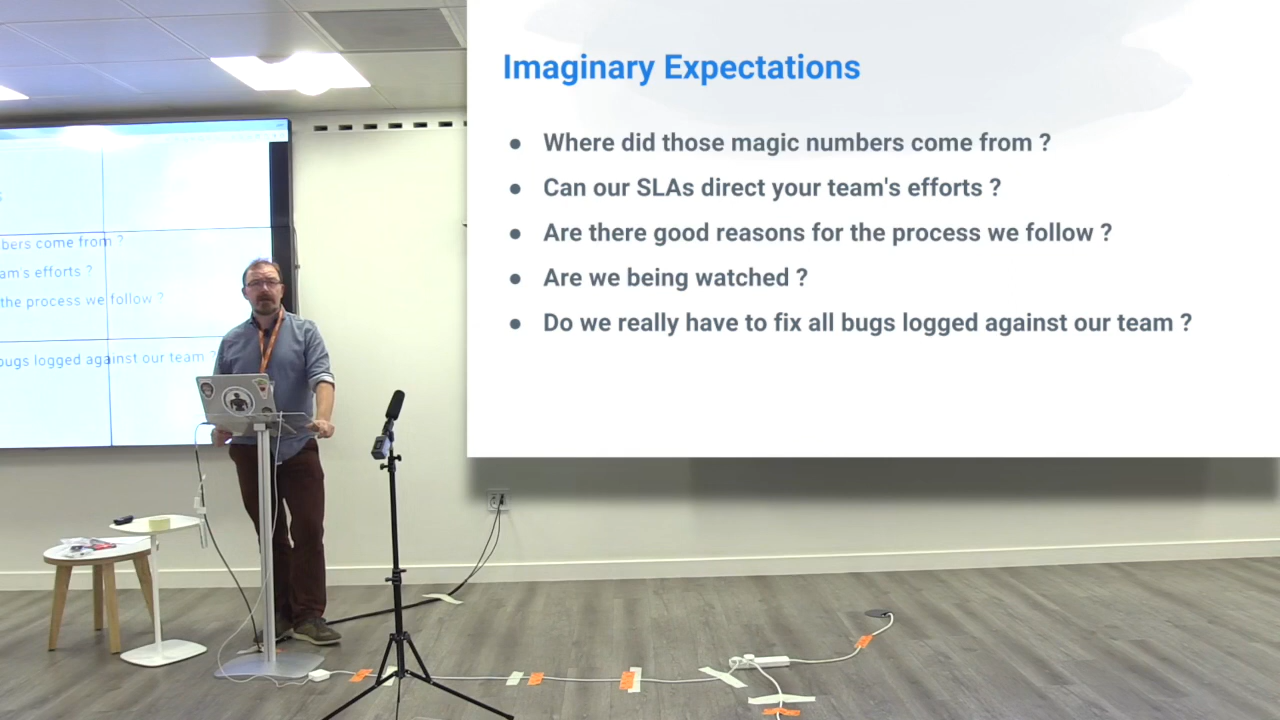 Imaginary Expectations
● Where did those magic numbers come from ?
● Can our SLAs direct your team's efforts ?
● Are there good reasons for the process we follow ?
● Are we being watched ?
● Do we really have to fix all bugs logged against our team ?
bers come from ?
am's efforts ?
the process we follow ?
bugs logged against our team ?